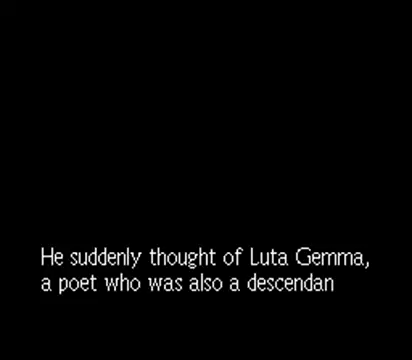 He suddenly thought of Luta Gemma,
a poet who was also a descendan